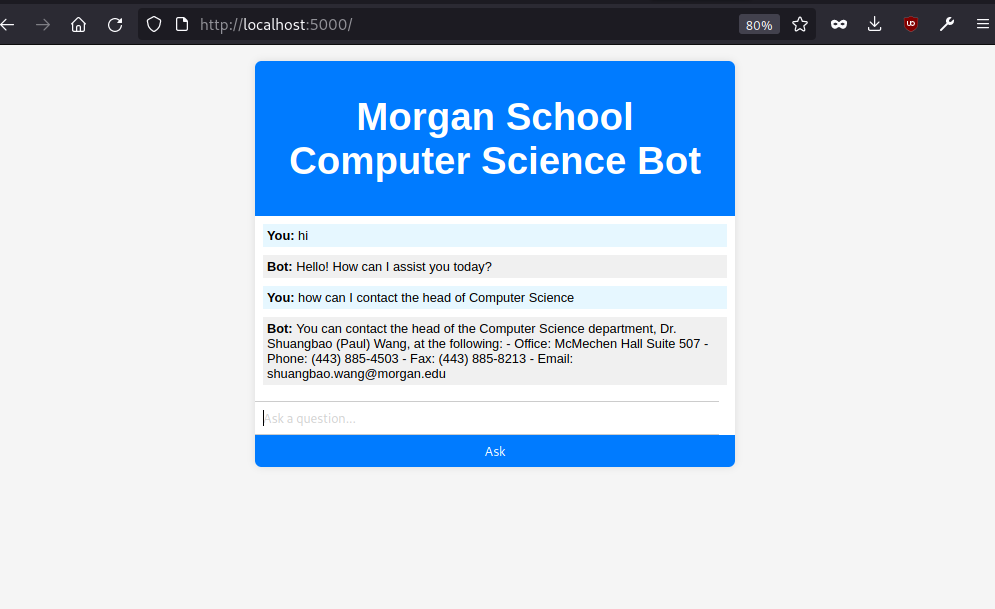 http://localhost:5000/
80%
Morgan School
Computer Science Bot
You: hi
Bot: Hello! How can I assist you today?
You: how can I contact the head of Computer Science
Bot: You can contact the head of the Computer Science department, Dr.
Shuangbao (Paul) Wang, at the following: - Office: McMechen Hall Suite 507 -
Phone: (443) 885-4503 - Fax: (443) 885-8213 - Email:
shuangbao.wang@morgan.edu
Ask a question...
Ask